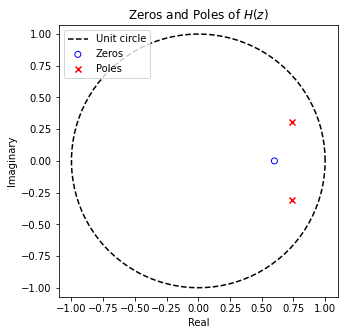 Zeros and Poles of H(z)
Unit circle
Zeros
Poles
Imaginary
1.00
0.75
0.50
0.25
0.00
−0.25
−0.50
−0.75
−1.00
−1.00 −0.75 −0.50 −0.25 0.00 0.25 0.50 0.75 1.00
Real